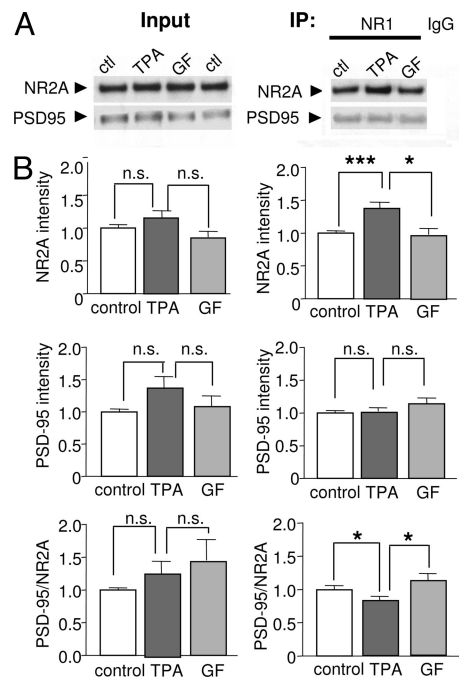 A
Input
IP:
NR1
IgG
ctl TPA GF ctl
ctl TPA GF
NR2A
PSD95
NR2A
PSD95
B
2.0
1.5
1.0
0.5
0
NR2A intensity
n.s. n.s.
control TPA GF
2.0
1.5
1.0
0.5
0
NR2A intensity
*** *
control TPA GF
2.0
1.5
1.0
0.5
0
PSD-95 intensity
n.s. n.s.
control TPA GF
2.0
1.5
1.0
0.5
0
PSD-95 intensity
n.s. n.s.
control TPA GF
2.0
1.5
1.0
0.5
0.0
PSD-95/NR2A
n.s. n.s.
control TPA GF
2.0
1.5
1.0
0.5
0
PSD-95/NR2A
* *
control TPA GF